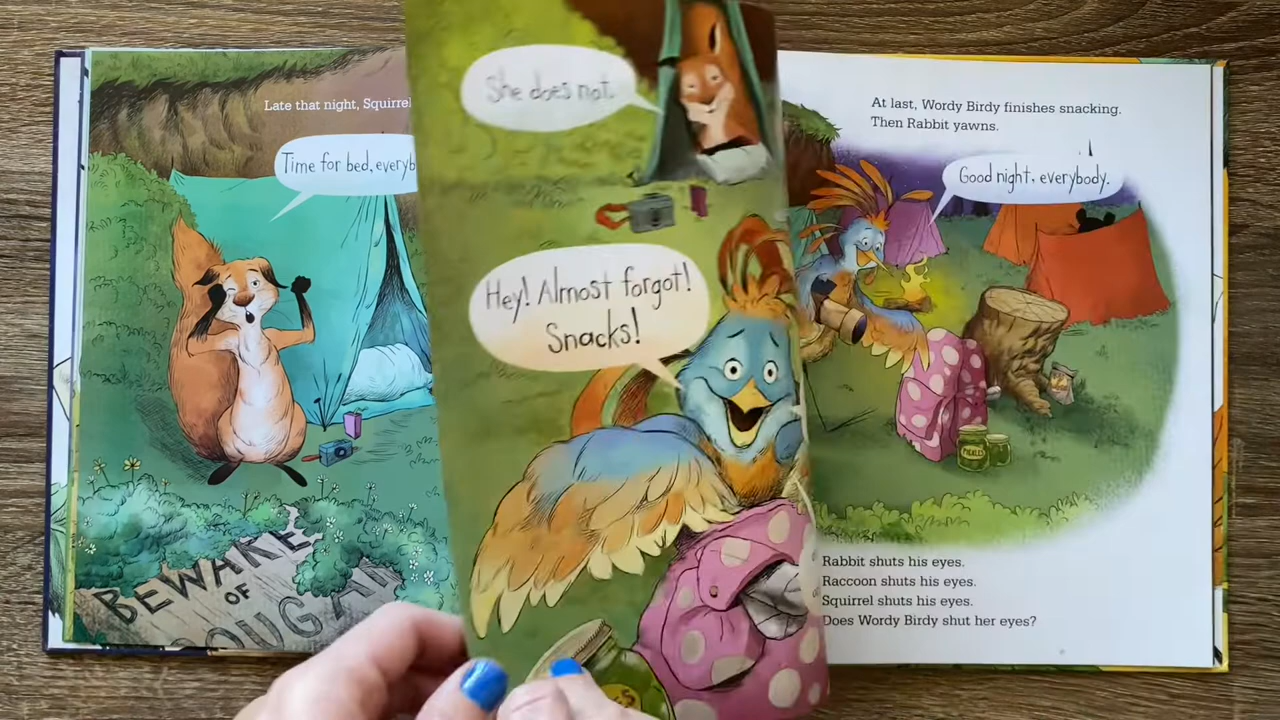 Late that night, Squirrel
Time for bed, everyb
BEWARE
OF
COUGAR
She does not.
Hey! Almost forgot!
Snacks!
At last, Wordy Birdy finishes snacking.
Then Rabbit yawns.
Good night, everybody.
PICKLES
Rabbit shuts his eyes.
Raccoon shuts his eyes.
Squirrel shuts his eyes.
Does Wordy Birdy shut her eyes?